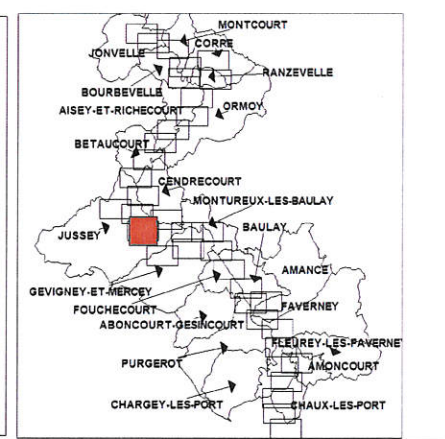 MONTCOURT
JONVELLE
CORRE
RANZEVELLE
BOURBEVELLE
AISEY-ET-RICHECOURT
ORMOY
BETAUCOURT
CENDRECOURT
MONTUREUX-LES-BAULAY
JUSSEY
BAULAY
AMANCE
GEVIGNEY-ET-MERCEY
FOUCHECOURT
FAVERNEY
ABONCOURT-GESINCOURT
FLEUREY-LES-FAVERNEY
PURGEROT
AMONCOURT
CHARGEY-LES-PORT
CHAUX-LES-PORT